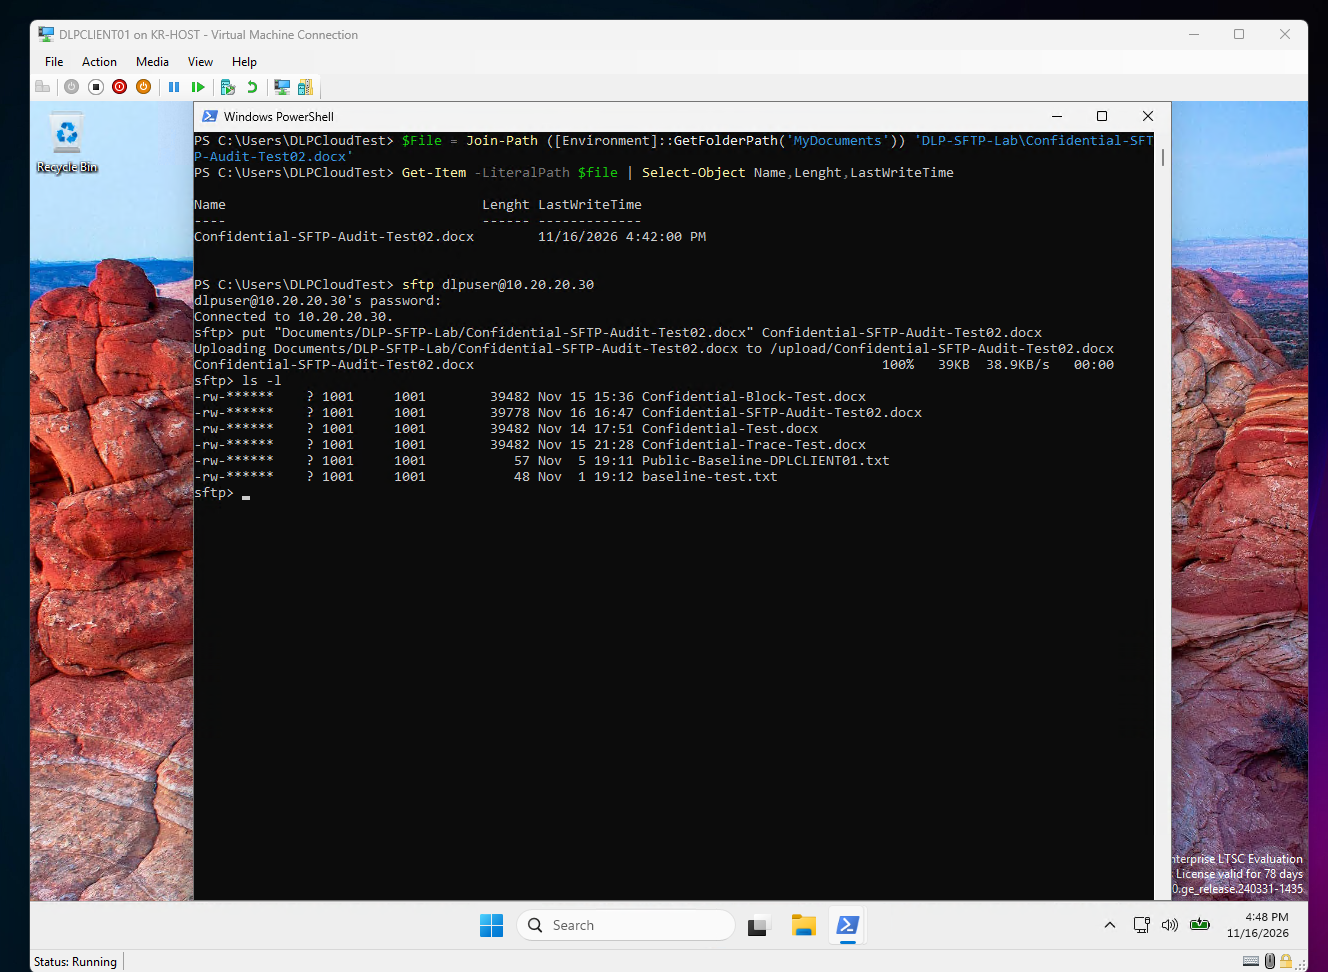 DLPCLIENT01 on KR-HOST - Virtual Machine Connection
File Action Media View Help
Recycle Bin
Windows PowerShell
PS C:\Users\DLPCloudTest> $File = Join-Path ([Environment]::GetFolderPath('MyDocuments')) 'DLP-SFTP-Lab\Confidential-SFT
P-Audit-Test02.docx'
PS C:\Users\DLPCloudTest> Get-Item -LiteralPath $file | Select-Object Name,Lenght,LastWriteTime
Name Lenght LastWriteTime
---- ------ -------------
Confidential-SFTP-Audit-Test02.docx 11/16/2026 4:42:00 PM
PS C:\Users\DLPCloudTest> sftp dlpuser@10.20.20.30
dlpuser@10.20.20.30's password:
Connected to 10.20.20.30.
sftp> put "Documents/DLP-SFTP-Lab/Confidential-SFTP-Audit-Test02.docx" Confidential-SFTP-Audit-Test02.docx
Uploading Documents/DLP-SFTP-Lab/Confidential-SFTP-Audit-Test02.docx to /upload/Confidential-SFTP-Audit-Test02.docx
Confidential-SFTP-Audit-Test02.docx 100% 39KB 38.9KB/s 00:00
sftp> ls -l
-rw-****** ? 1001 1001 39482 Nov 15 15:36 Confidential-Block-Test.docx
-rw-****** ? 1001 1001 39778 Nov 16 16:47 Confidential-SFTP-Audit-Test02.docx
-rw-****** ? 1001 1001 39482 Nov 14 17:51 Confidential-Test.docx
-rw-****** ? 1001 1001 39482 Nov 15 21:28 Confidential-Trace-Test.docx
-rw-****** ? 1001 1001 57 Nov 5 19:11 Public-Baseline-DPLCLIENT01.txt
-rw-****** ? 1001 1001 48 Nov 1 19:12 baseline-test.txt
sftp>
nterprise LTSC Evaluation
License valid for 78 days
0.ge_release.240331-1435
Search
4:48 PM
11/16/2026
Status: Running